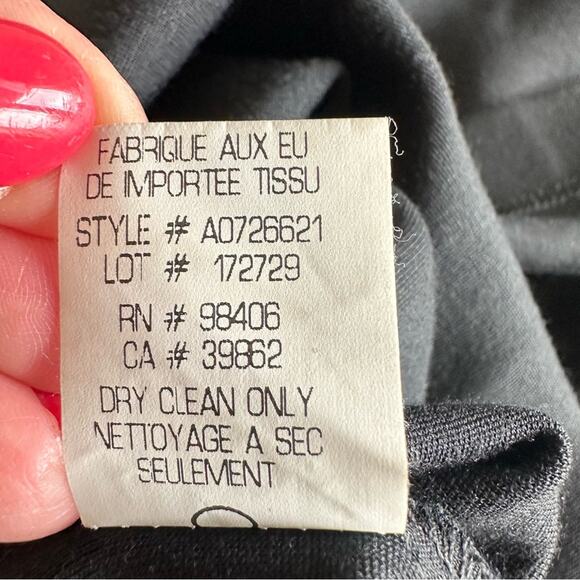 FABRIQUE AUX EU
DE IMPORTEE TISSU
STYLE # A0726621
LOT # 172729
RN # 98406
CA # 39862
DRY CLEAN ONLY
NETTOYAGE A SEC
SEULEMENT